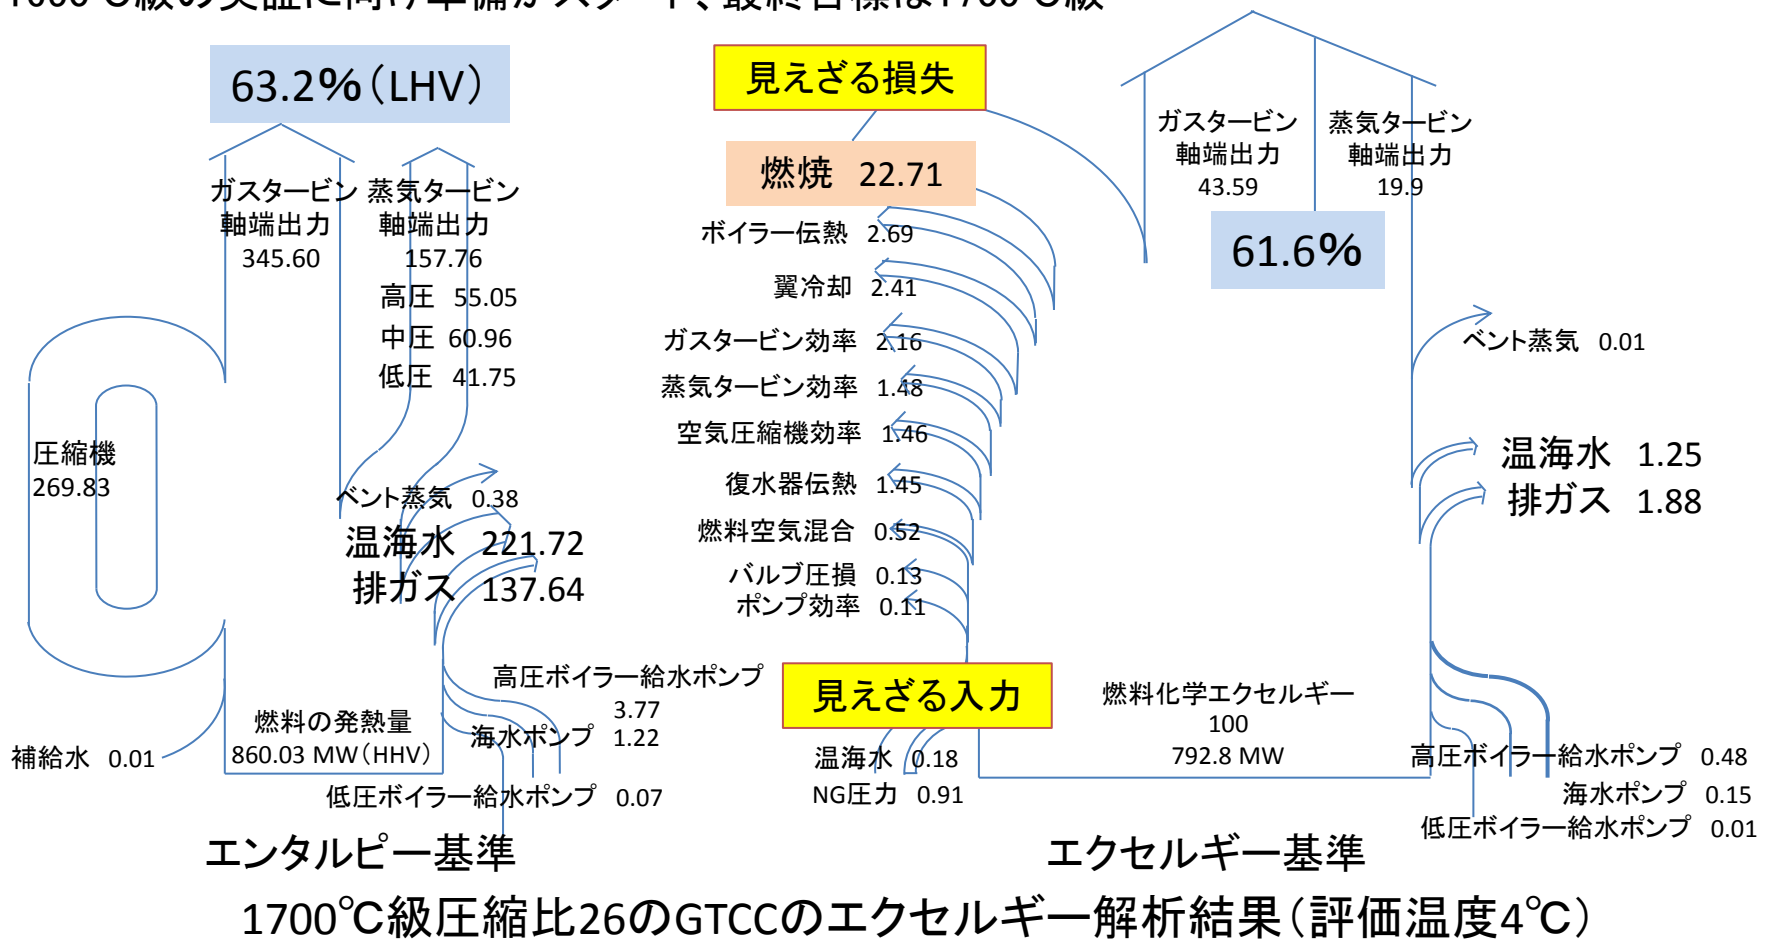 63.2%（LHV）
ガスタービン
軸端出力
345.60
蒸気タービン
軸端出力
157.76
高圧 55.05
中圧 60.96
低圧 41.75
圧縮機
269.83
ベント蒸気 0.38
温海水 221.72
排ガス 137.64
高圧ボイラー給水ポンプ
3.77
海水ポンプ 1.22
燃料の発熱量
860.03 MW（HHV）
補給水 0.01
低圧ボイラー給水ポンプ 0.07
エンタルピー基準
見えざる損失
燃焼 22.71
ボイラー伝熱 2.69
翼冷却 2.41
ガスタービン効率 2.16
蒸気タービン効率 1.48
空気圧縮機効率 1.46
復水器伝熱 1.45
燃料空気混合 0.52
バルブ圧損 0.13
ポンプ効率 0.11
見えざる入力
温海水 0.18
NG圧力 0.91
ガスタービン
軸端出力
43.59
蒸気タービン
軸端出力
19.9
61.6%
ベント蒸気 0.01
温海水 1.25
排ガス 1.88
燃料化学エクセルギー
100
792.8 MW
高圧ボイラー給水ポンプ 0.48
海水ポンプ 0.15
低圧ボイラー給水ポンプ 0.01
エクセルギー基準
1700℃級圧縮比26のGTCCのエクセルギー解析結果（評価温度4℃）